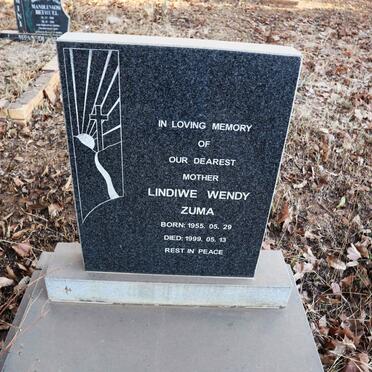 IN LOVING MEMORY
OF
OUR DEAREST
MOTHER
LINDIWE WENDY
ZUMA
BORN: 1955. 05. 29
DIED: 1999. 05. 13
REST IN PEACE